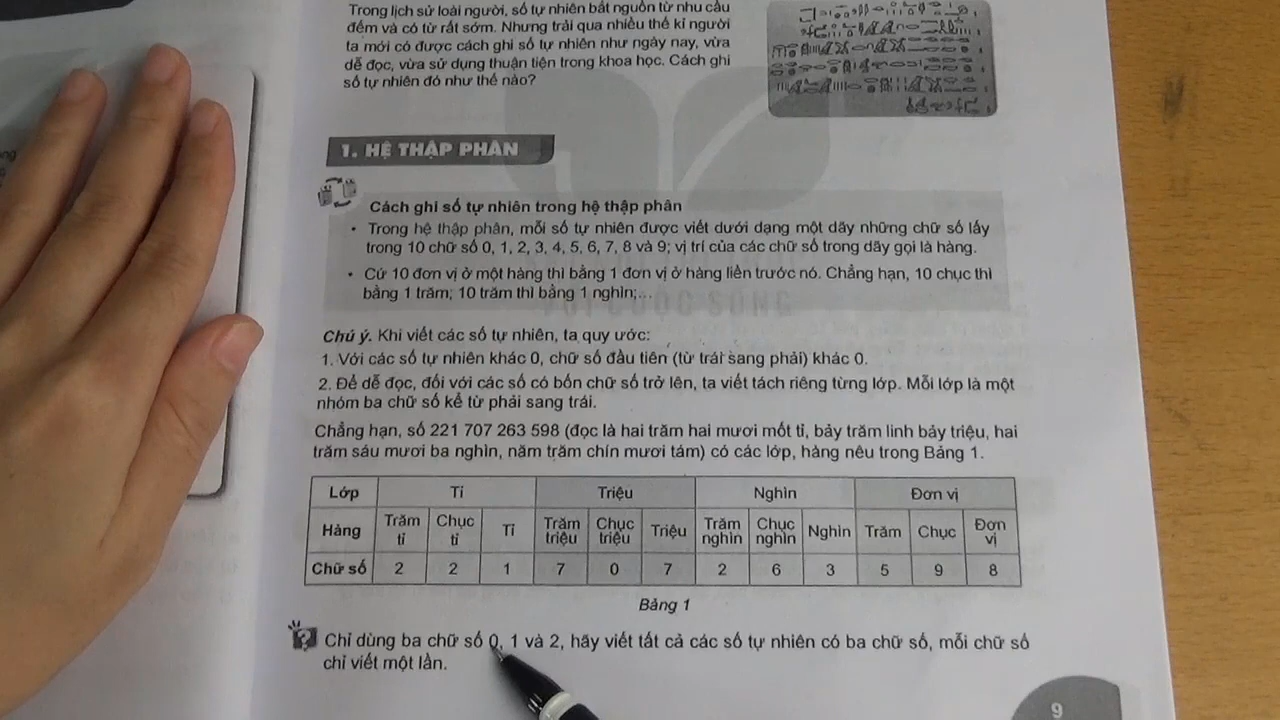 Trong lịch sử loài người, số tự nhiên bắt nguồn từ nhu cầu
đếm và có từ rất sớm. Nhưng trải qua nhiều thế kỉ người
ta mới có được cách ghi số tự nhiên như ngày nay, vừa
dễ đọc, vừa sử dụng thuận tiện trong khoa học. Cách ghi
số tự nhiên đó như thế nào?
1. HỆ THẬP PHÂN
Cách ghi số tự nhiên trong hệ thập phân
• Trong hệ thập phân, mỗi số tự nhiên được viết dưới dạng một dãy những chữ số lấy
trong 10 chữ số 0, 1, 2, 3, 4, 5, 6, 7, 8 và 9; vị trí của các chữ số trong dãy gọi là hàng.
• Cứ 10 đơn vị ở một hàng thì bằng 1 đơn vị ở hàng liền trước nó. Chẳng hạn, 10 chục thì
bằng 1 trăm; 10 trăm thì bằng 1 nghìn;...
CUỘC SỐNG
Chú ý. Khi viết các số tự nhiên, ta quy ước:
1. Với các số tự nhiên khác 0, chữ số đầu tiên (từ trái sang phải) khác 0.
2. Để dễ đọc, đối với các số có bốn chữ số trở lên, ta viết tách riêng từng lớp. Mỗi lớp là một
nhóm ba chữ số kể từ phải sang trái.
Chẳng hạn, số 221 707 263 598 (đọc là hai trăm hai mươi mốt tỉ, bảy trăm linh bảy triệu, hai
trăm sáu mươi ba nghìn, năm trăm chín mươi tám) có các lớp, hàng nêu trong Bảng 1.
Lớp Tỉ Triệu Nghìn Đơn vị
Hàng Trăm tỉ Chục tỉ Tỉ Trăm triệu Chục triệu Triệu Trăm nghìn Chục nghìn Nghìn Trăm Chục Đơn vị
Chữ số 2 2 1 7 0 7 2 6 3 5 9 8
Bảng 1
? Chỉ dùng ba chữ số 0, 1 và 2, hãy viết tất cả các số tự nhiên có ba chữ số, mỗi chữ số
chỉ viết một lần.
9